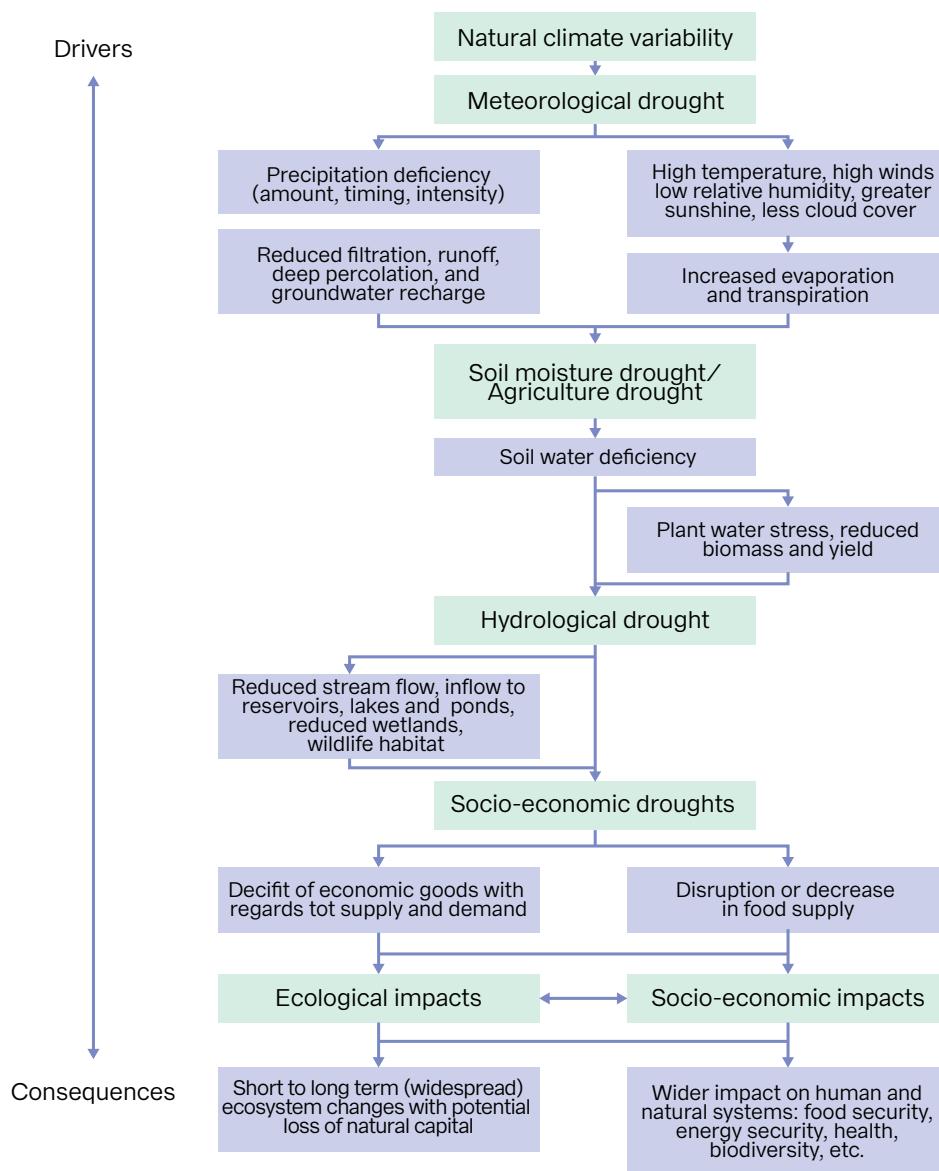 Drivers
Natural climate variability
Meteorological drought
Precipitation deficiency
(amount, timing, intensity)
High temperature, high winds
low relative humidity, greater
sunshine, less cloud cover
Reduced filtration, runoff,
deep percolation, and
groundwater recharge
Increased evaporation
and transpiration
Soil moisture drought/
Agriculture drought
Soil water deficiency
Plant water stress, reduced
biomass and yield
Hydrological drought
Reduced stream flow, inflow to
reservoirs, lakes and ponds,
reduced wetlands,
wildlife habitat
Socio-economic droughts
Decifit of economic goods with
regards tot supply and demand
Disruption or decrease
in food supply
Ecological impacts
Socio-economic impacts
Consequences
Short to long term (widespread)
ecosystem changes with potential
loss of natural capital
Wider impact on human and
natural systems: food security,
energy security, health,
biodiversity, etc.